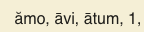 ămo, āvi, ātum, 1,